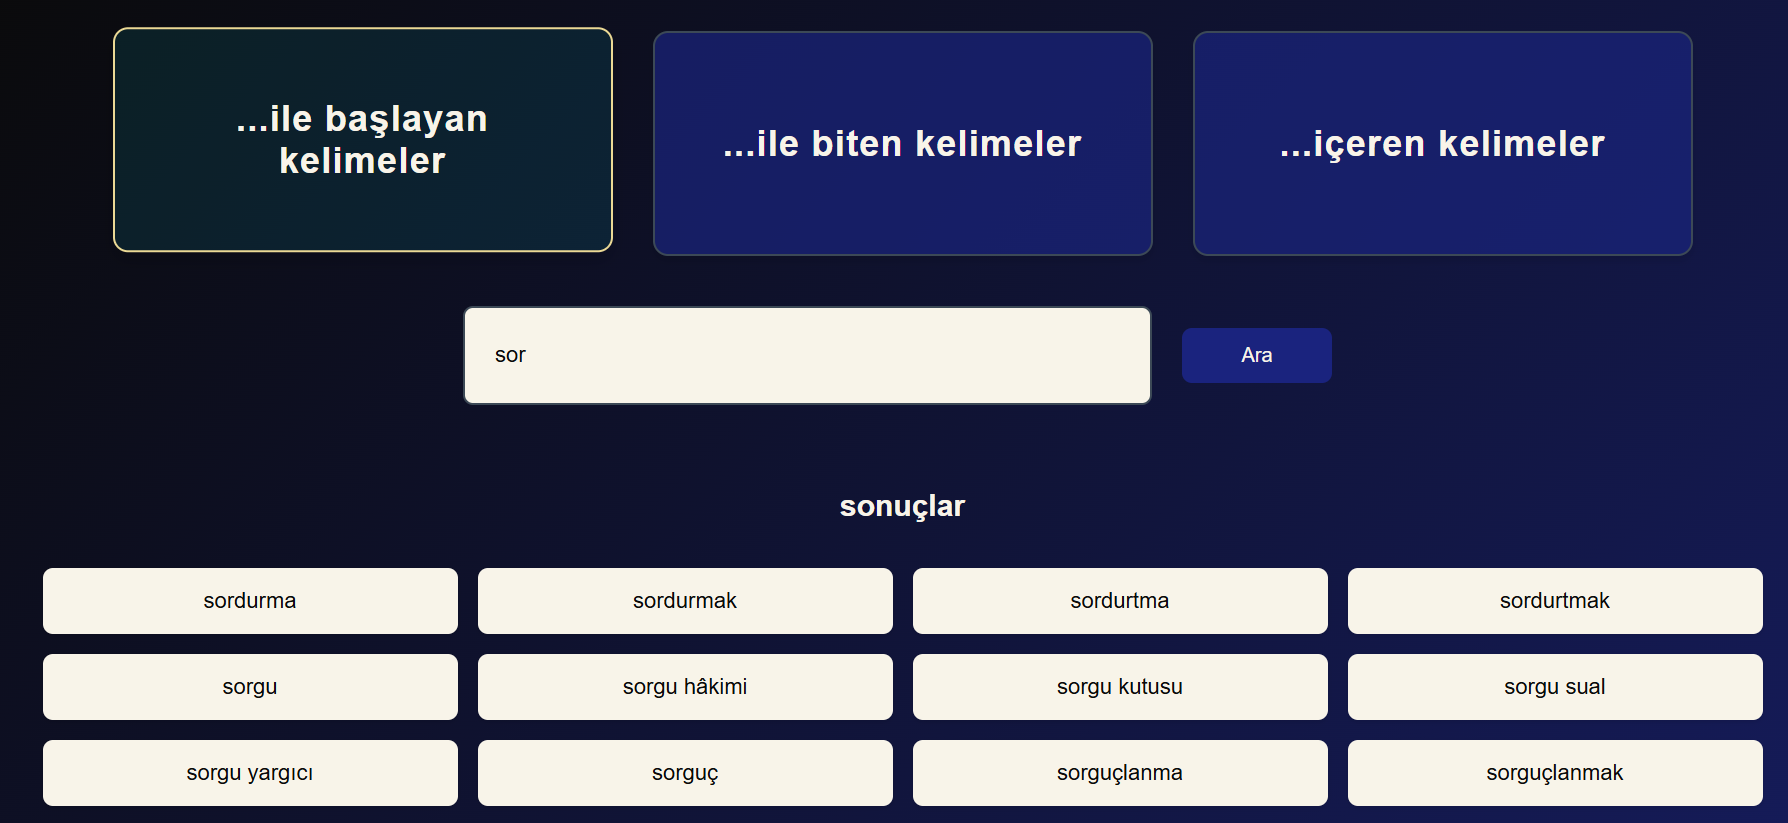 ...ile başlayan
kelimeler
...ile biten kelimeler
...içeren kelimeler
sor
Ara
sonuçlar
sordurma
sordurmak
sordurtma
sordurtmak
sorgu
sorgu hâkimi
sorgu kutusu
sorgu sual
sorgu yargıcı
sorguç
sorguçlanma
sorguçlanmak